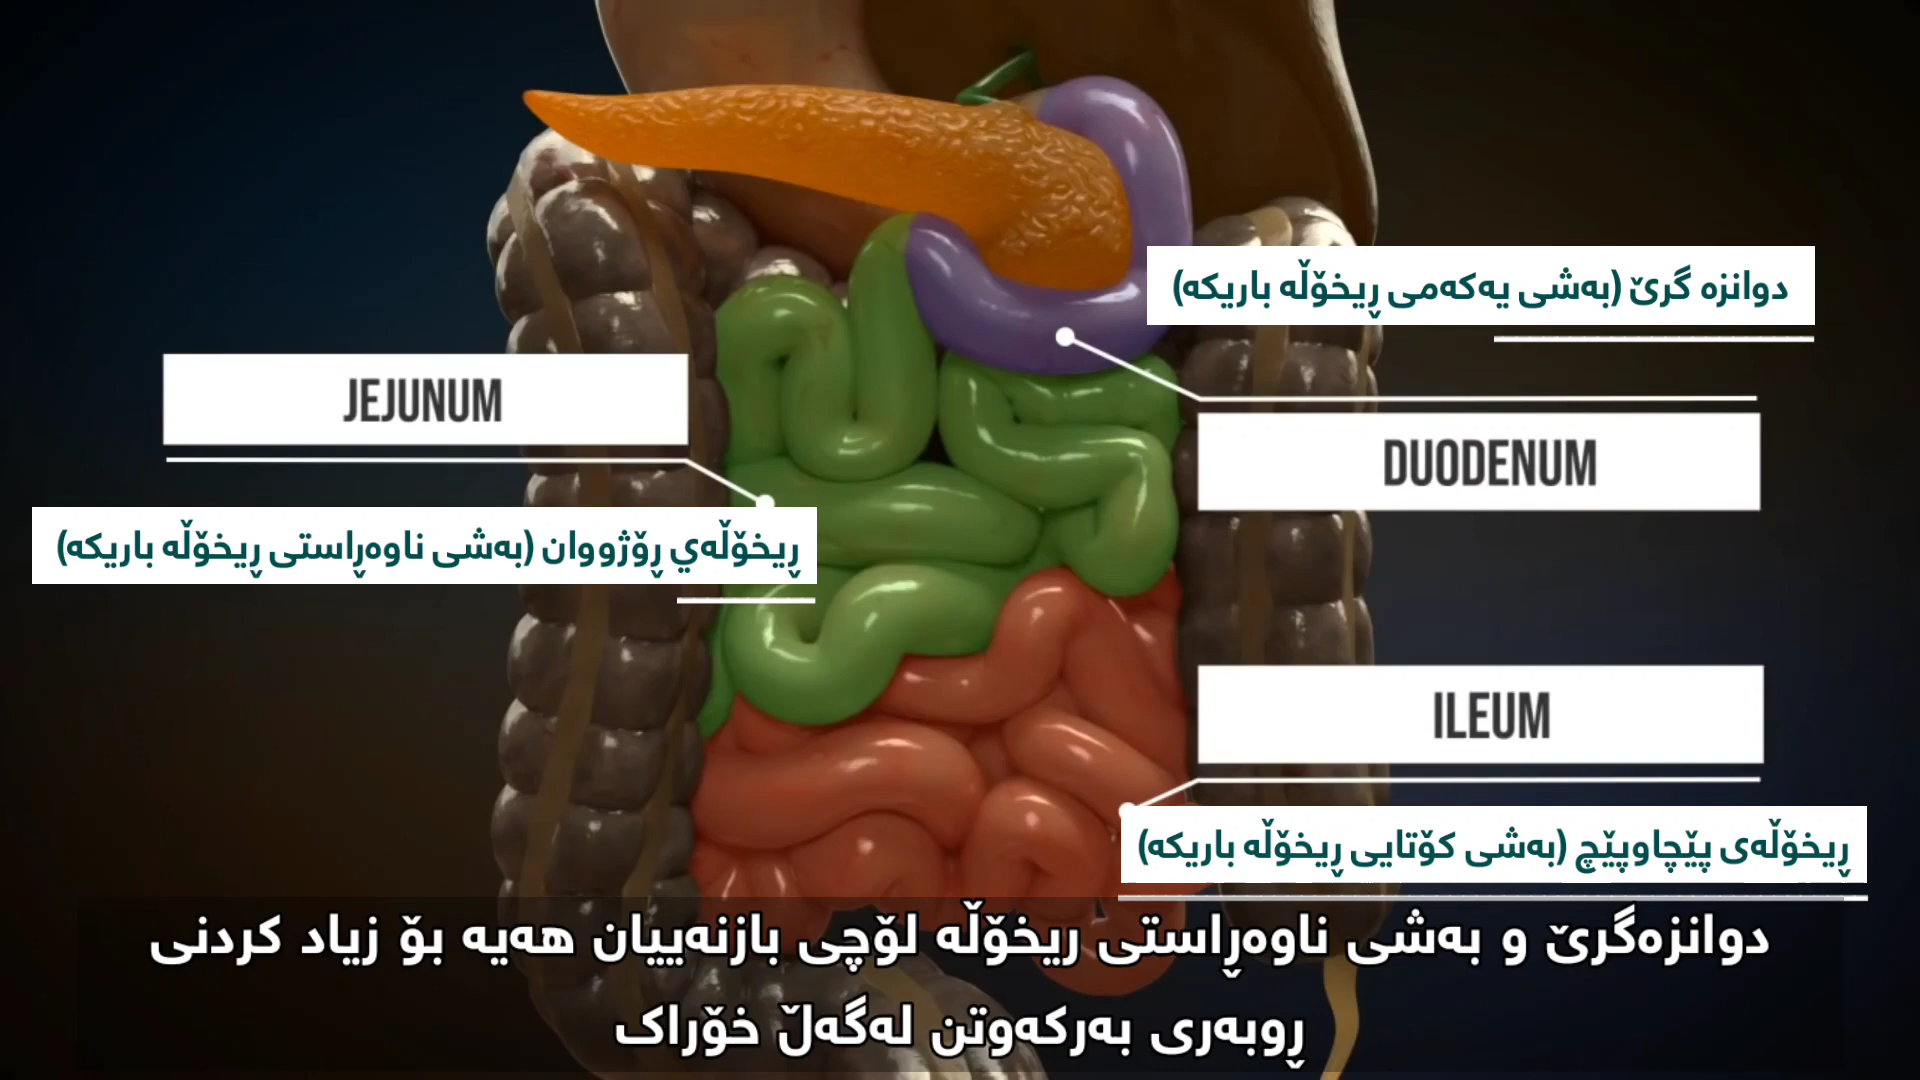 دوانزە گرێ (بەشی یەکەمی ڕیخۆڵە باریکە)
JEJUNUM
DUODENUM
ڕیخۆڵەي ڕۆژووان (بەشی ناوەڕاستی ڕیخۆڵە باریکە)
ILEUM
ڕیخۆڵەی پێچاوپێچ (بەشی کۆتایی ڕیخۆڵە باریکە)
دوانزەگرێ و بەشی ناوەڕاستی ریخۆڵە لۆچی بازنەییان هەیە بۆ زیاد کردنی
ڕوبەری بەرکەوتن لەگەڵ خۆراک